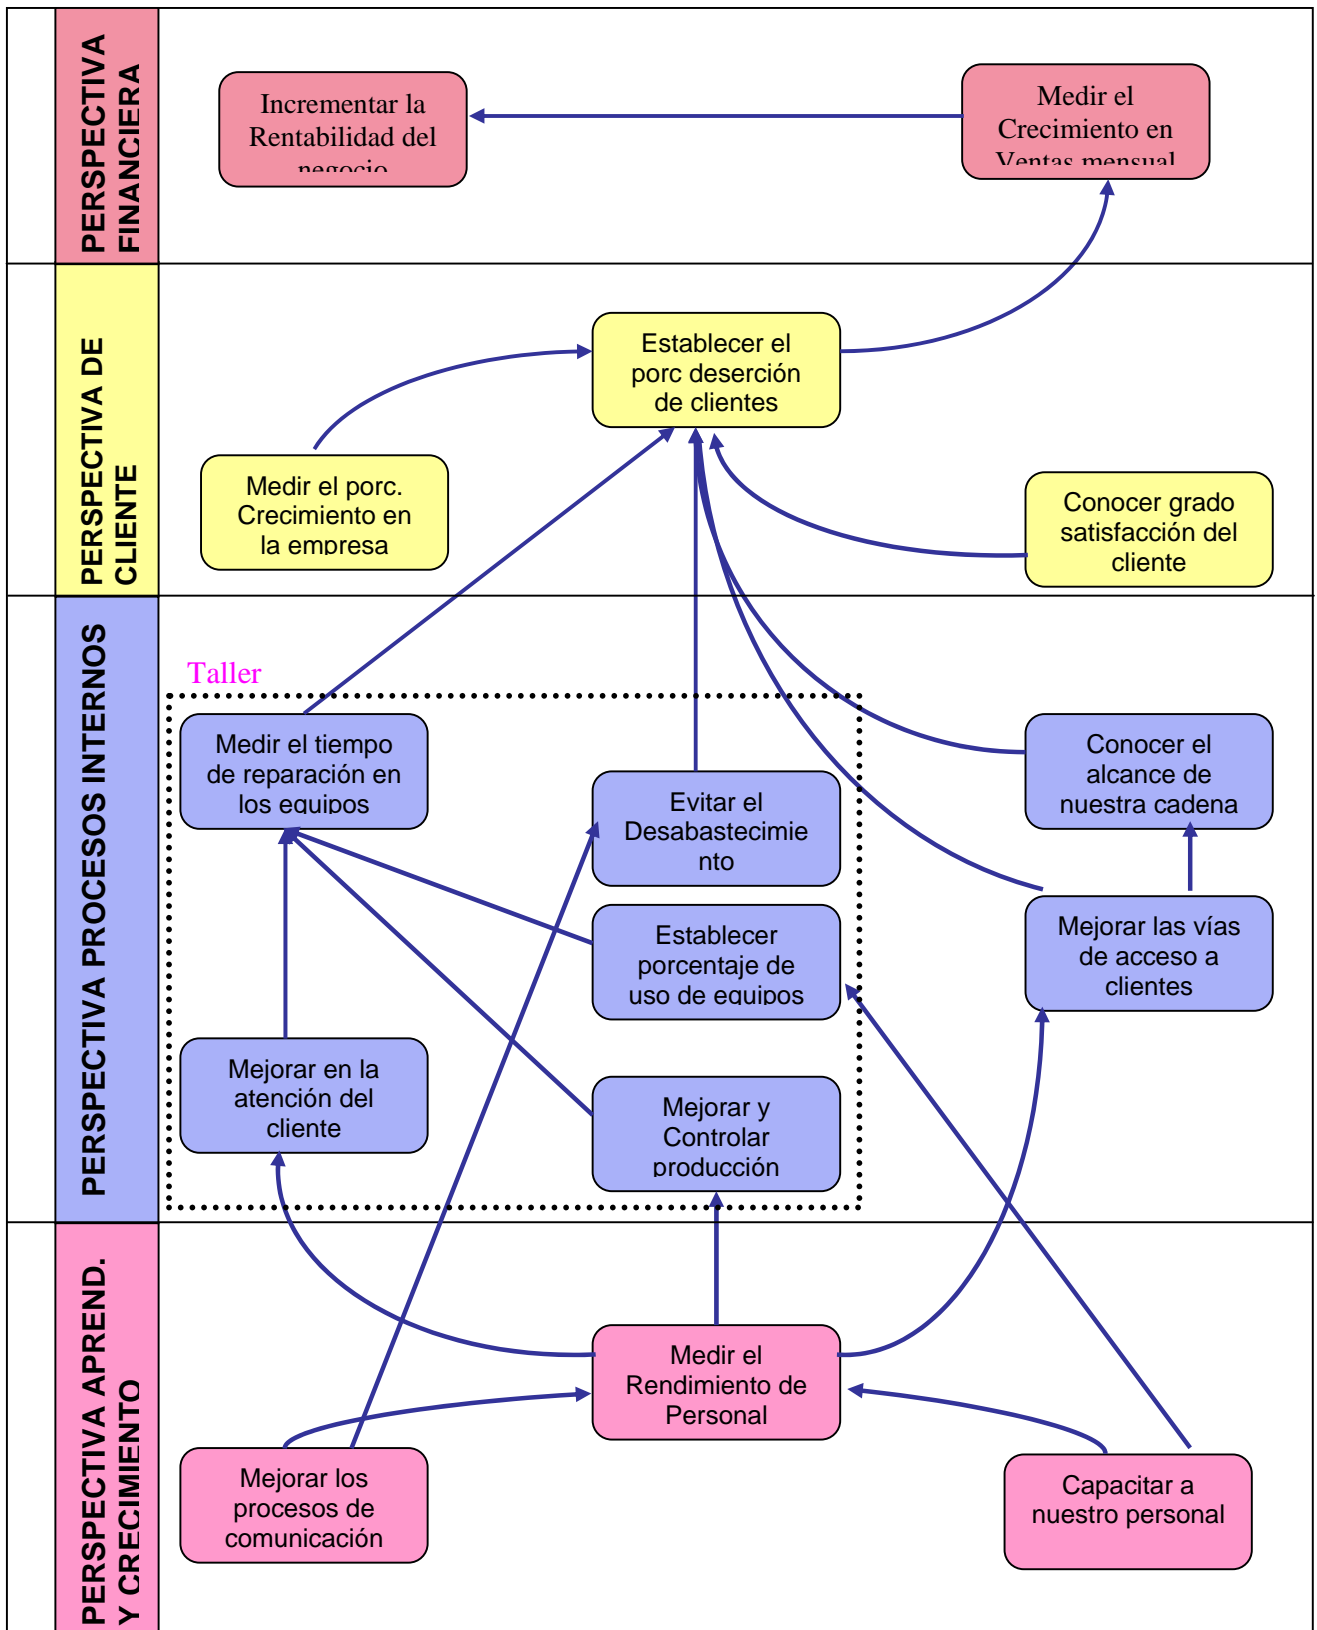 PERSPECTIVA
FINANCIERA
Incrementar la
Rentabilidad del
negocio
Medir el
Crecimiento en
Ventas mensual
PERSPECTIVA DE
CLIENTE
Establecer el
porc deserción
de clientes
Medir el porc.
Crecimiento en
la empresa
Conocer grado
satisfacción del
cliente
PERSPECTIVA PROCESOS INTERNOS
Taller
Medir el tiempo
de reparación en
los equipos
Evitar el
Desabastecimie
nto
Conocer el
alcance de
nuestra cadena
Establecer
porcentaje de
uso de equipos
Mejorar las vías
de acceso a
clientes
Mejorar en la
atención del
cliente
Mejorar y
Controlar
producción
PERSPECTIVA APREND.
Y CRECIMIENTO
Medir el
Rendimiento de
Personal
Mejorar los
procesos de
comunicación
Capacitar a
nuestro personal